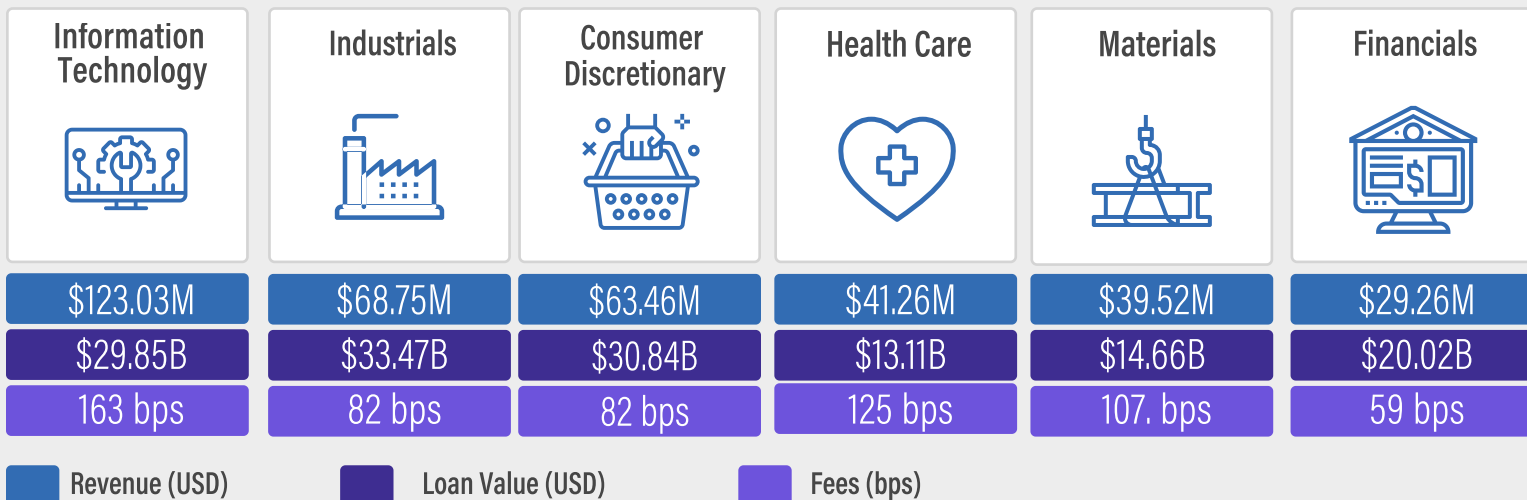 Information
Technology
Industrials
Consumer
Discretionary
Health Care
Materials
Financials
$123.03M
$68.75M
$63.46M
$41.26M
$39.52M
$29.26M
$29.85B
$33.47B
$30.84B
$13.11B
$14.66B
$20.02B
163 bps
82 bps
82 bps
125 bps
107. bps
59 bps
Revenue (USD)
Loan Value (USD)
Fees (bps)